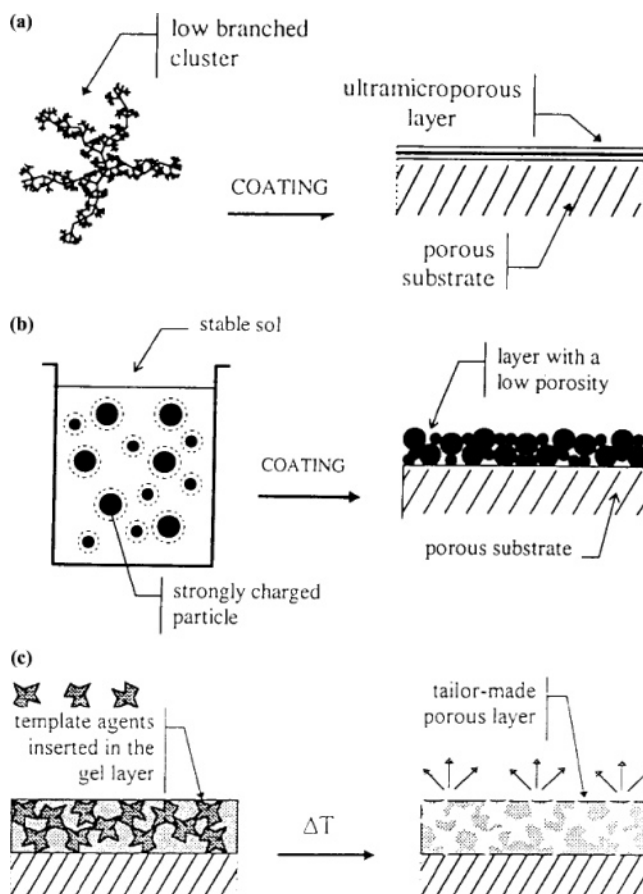 (a)
low branched
cluster
COATING
ultramicroporous
layer
porous
substrate
(b)
stable sol
strongly charged
particle
COATING
layer with a
low porosity
porous substrate
(c)
template agents
inserted in the
gel layer
ΔT
tailor-made
porous layer